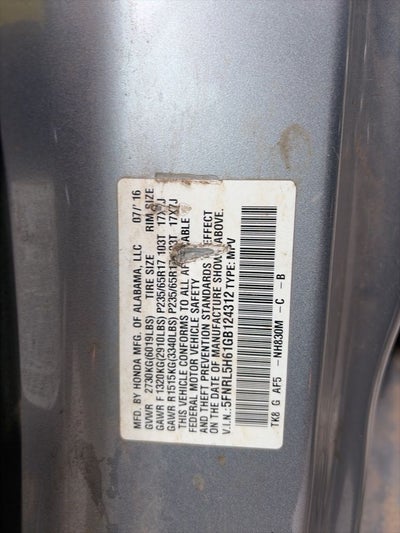 MFD. BY HONDA MFG. OF ALABAMA, LLC 07/'16
GVWR 2730KG(6019LBS) TIRE SIZE RIM SIZE
GAWR F 1320KG(2910LBS) P235/65R17 103T 17X7J
GAWR R1515KG(3340LBS) P235/65R17 103T 17X7J
THIS VEHICLE CONFORMS TO ALL APPLICABLE
FEDERAL MOTOR VEHICLE SAFETY
AND THEFT PREVENTION STANDARDS IN EFFECT
ON THE DATE OF MANUFACTURE SHOWN ABOVE.
V.I.N.: 5FNRL5H61GB124312 TYPE: MPV
TK8 G AF5 -NH830M -C -B